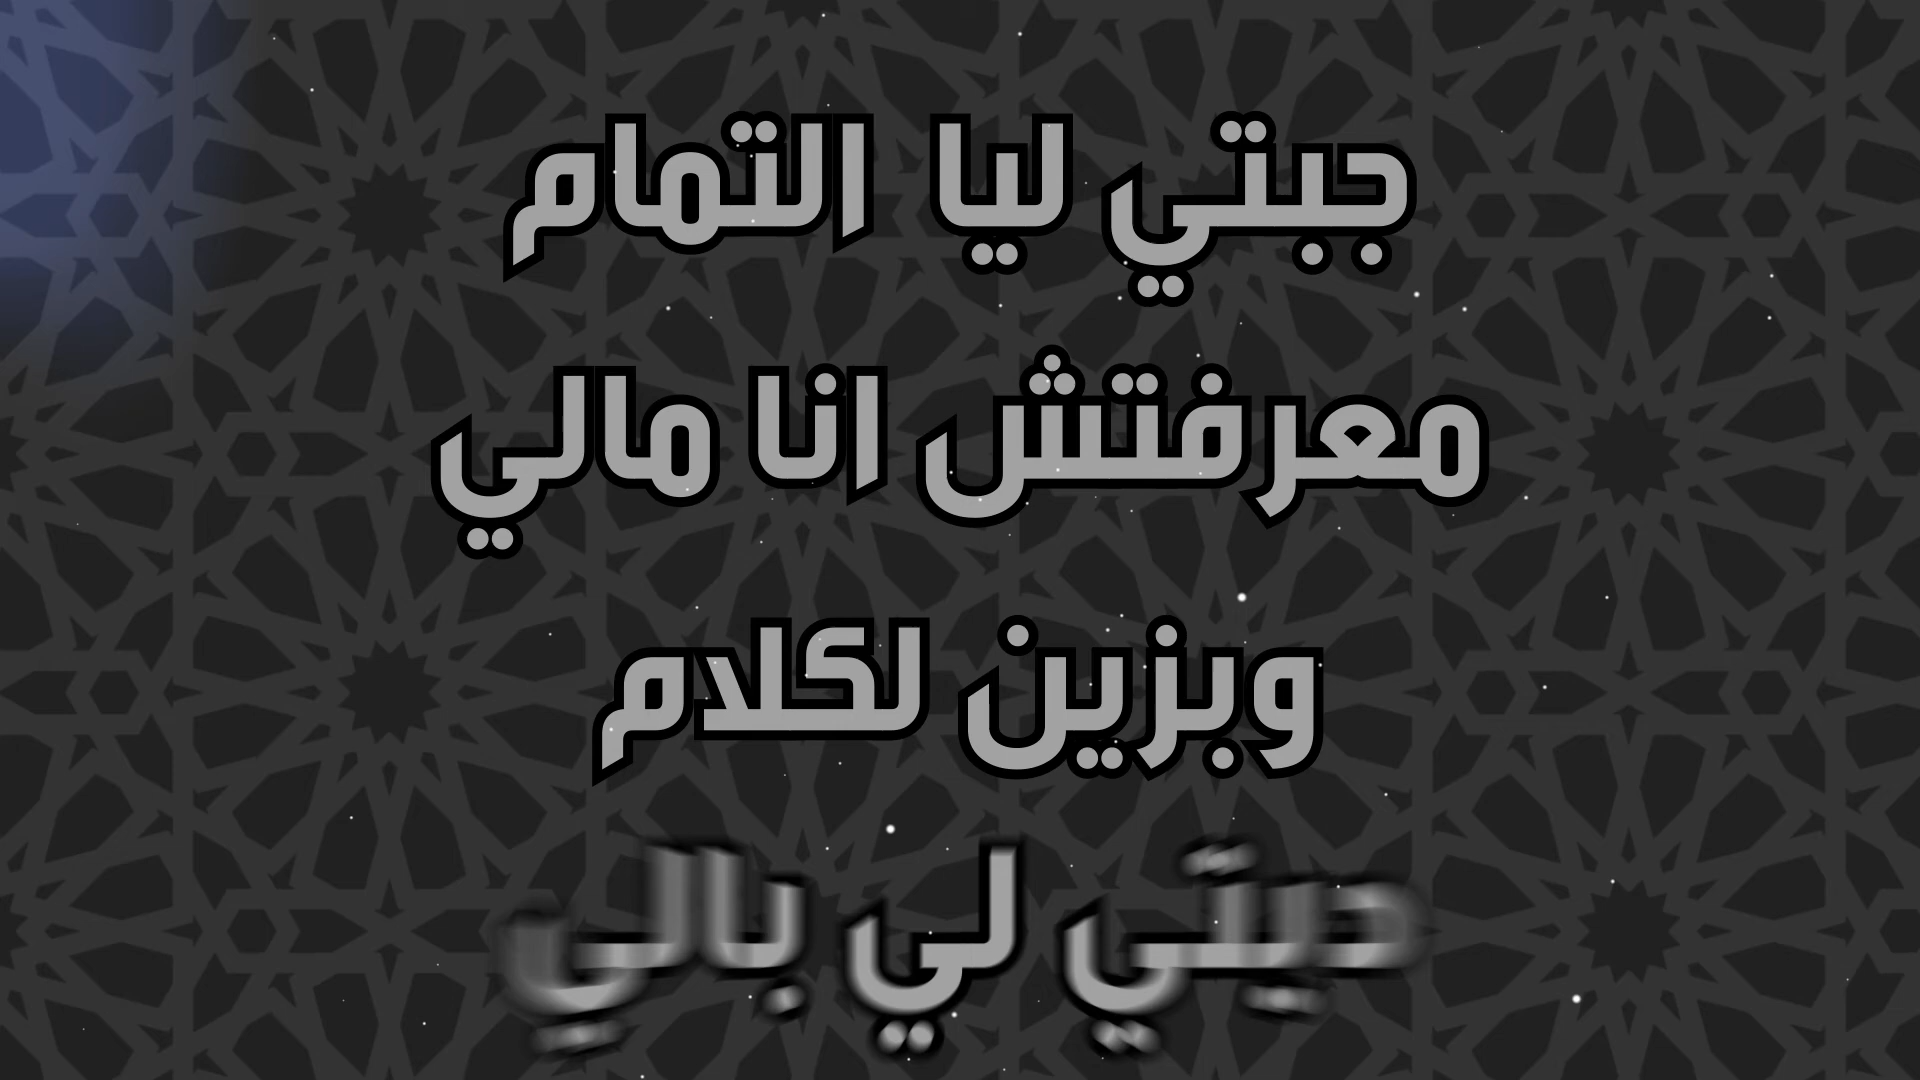 جبتي ليا التمام
معرفتش انا مالي
وبزين لكلام
ديتي لي بالي